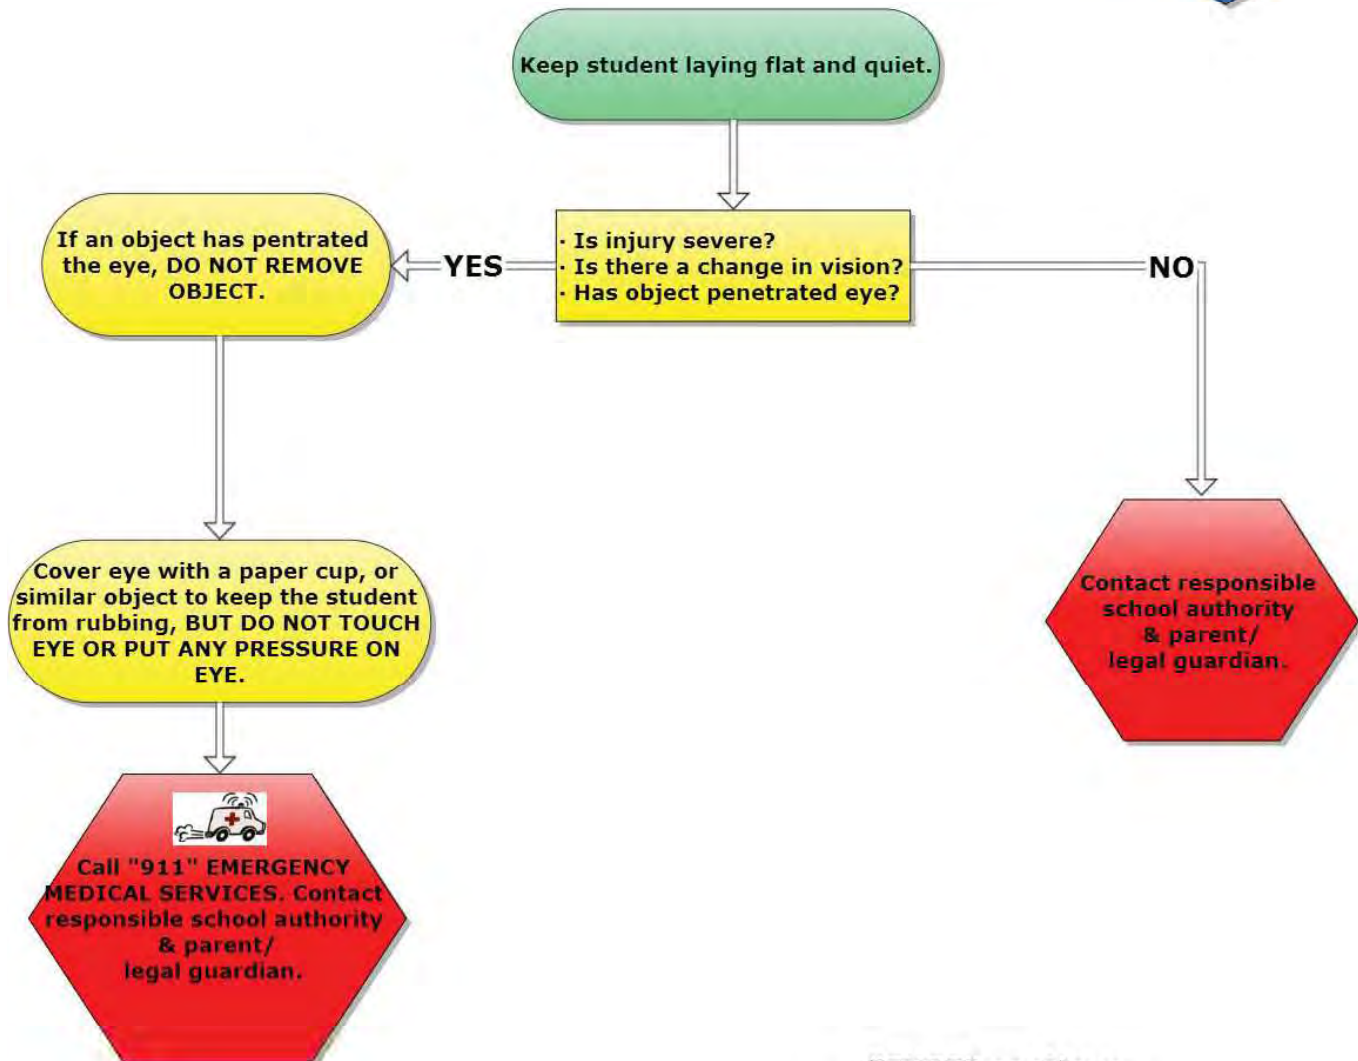 Keep student laying flat and quiet.
If an object has pentrated
the eye, DO NOT REMOVE
OBJECT.
YES
· Is injury severe?
· Is there a change in vision?
· Has object penetrated eye?
NO
Cover eye with a paper cup, or
similar object to keep the student
from rubbing, BUT DO NOT TOUCH
EYE OR PUT ANY PRESSURE ON
EYE.
Contact responsible
school authority
& parent/
legal guardian.
Call "911" EMERGENCY
MEDICAL SERVICES. Contact
responsible school authority
& parent/
legal guardian.